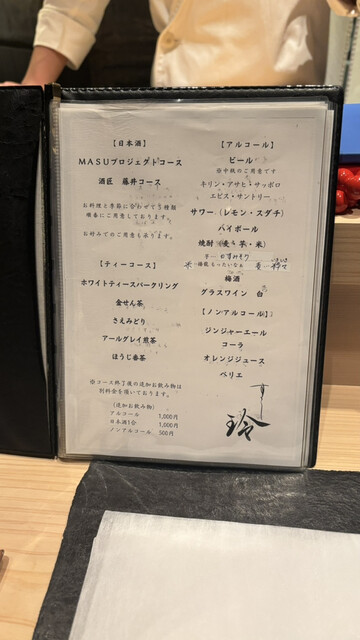 【日本酒】
MASUプロジェクトコース
酒匠 藤井コース
お料理と季節に合わせて5種類
順番にご用意しております。
お好みでのご用意も承ります。
【ティーコース】
ホワイトティースパークリング
金せん茶
さえみどり
アールグレイ煎茶
ほうじ番茶
※コース終了後の追加お飲み物は
別料金を頂いております。
(追加お飲み物)
アルコール 1,000円
日本酒1合 1,000円
ノンアルコール 500円
【アルコール】
ビール
※中瓶のご用意です
キリン・アサヒ・サッポロ
エビス・サントリー
サワー(レモン・スダチ)
ハイボール
焼酎(麦・芋・米)
梅酒
グラスワイン 白
【ノンアルコール】
ジンジャーエール
コーラ
オレンジジュース
ペリエ
玲